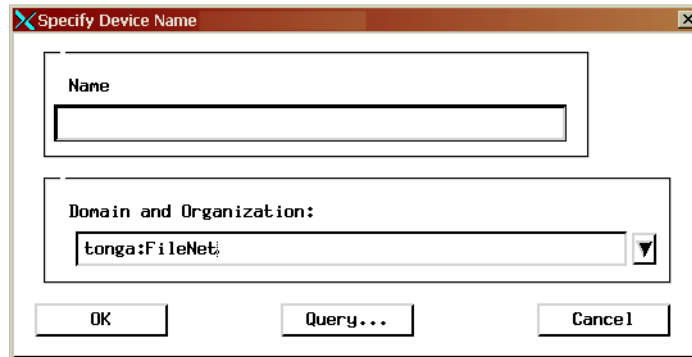 Specify Device Name
Name
Domain and Organization:
tonga:FileNet
OK Query... Cancel